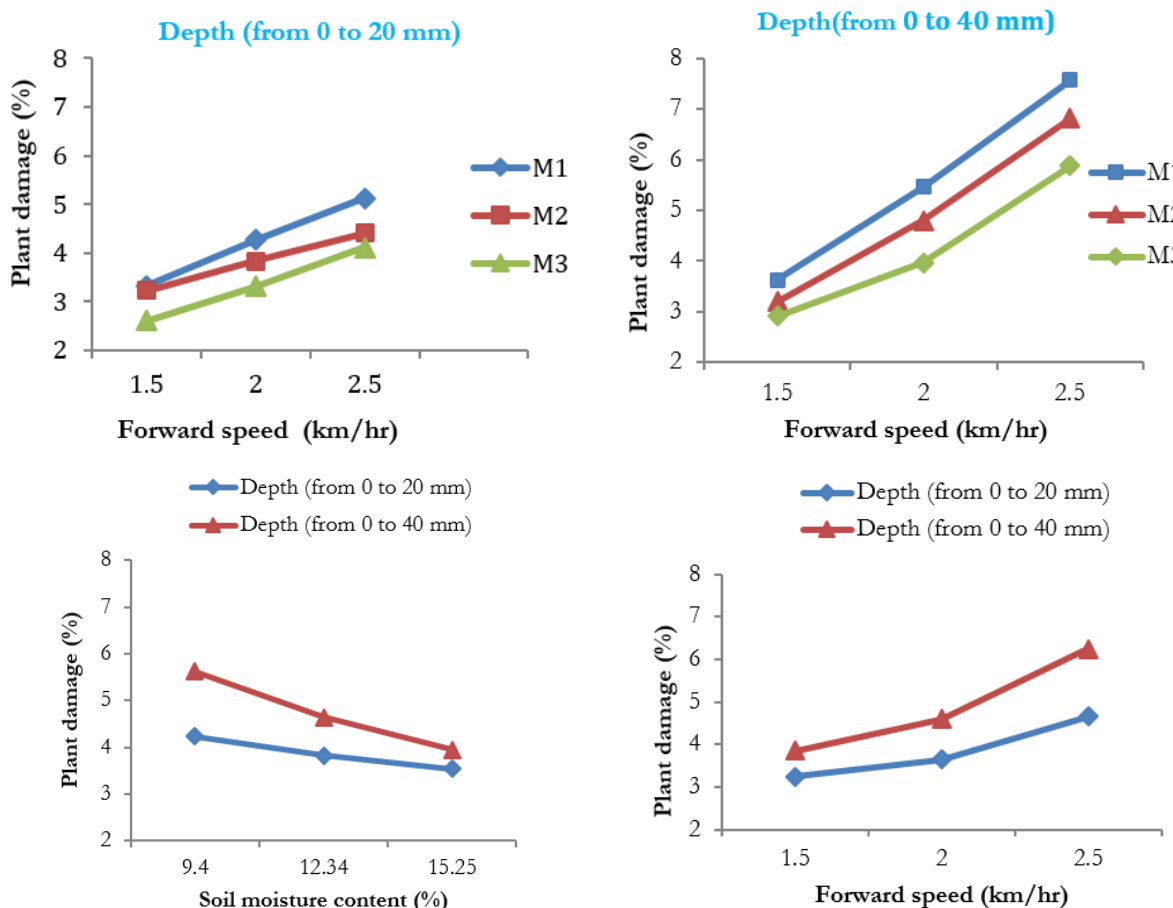 Depth (from 0 to 20 mm)
8
7
6
5
4
3
2
Plant damage (%)
M1
M2
M3
1.5 2 2.5
Forward speed (km/hr)
Depth(from 0 to 40 mm)
8
7
6
5
4
3
2
Plant damage (%)
1.5 2 2.5
Forward speed (km/hr)
Depth (from 0 to 20 mm)
Depth (from 0 to 40 mm)
8
7
6
5
4
3
2
Plant damage (%)
9.4 12.34 15.25
Soil moisture content (%)
Depth (from 0 to 20 mm)
Depth (from 0 to 40 mm)
8
7
6
5
4
3
2
Plant damage (%)
1.5 2 2.5
Forward speed (km/hr)